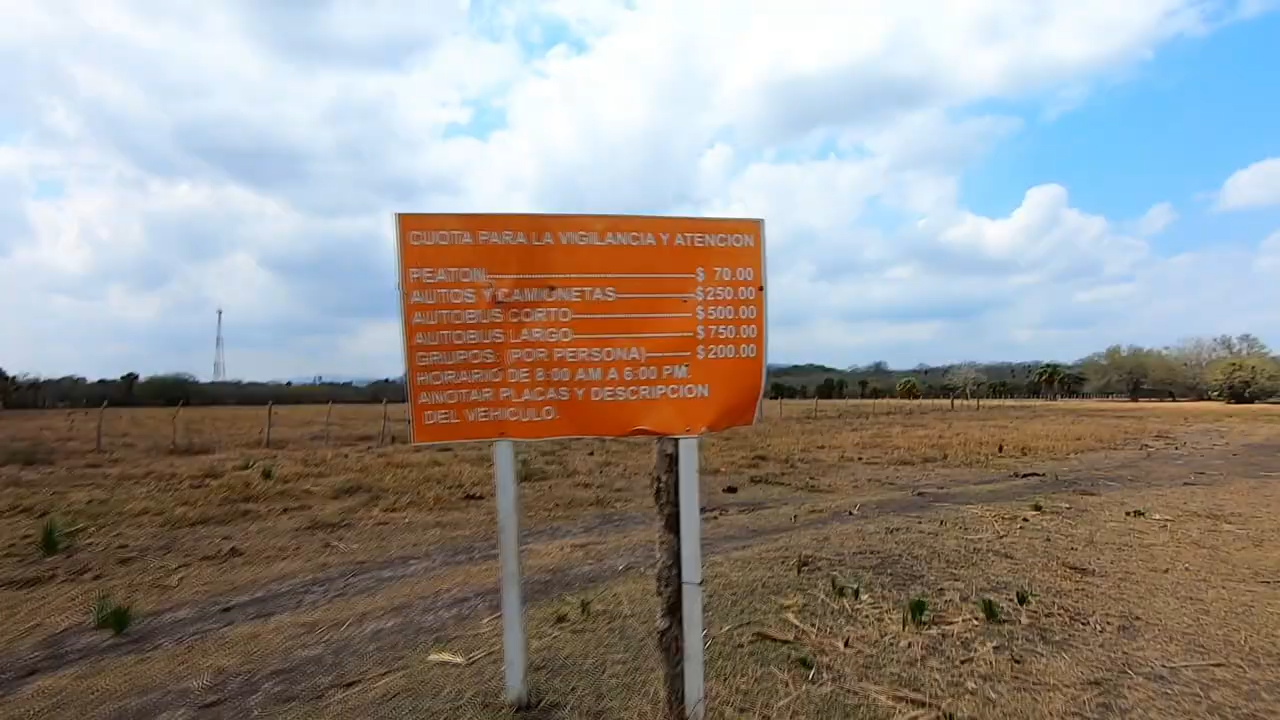 CUOTA PARA LA VIGILANCIA Y ATENCION
PEATON $ 70.00
AUTOS Y CAMIONETAS $250.00
AUTOBUS CORTO $500.00
AUTOBUS LARGO $750.00
GRUPOS: (POR PERSONA) $200.00
HORARIO DE 8:00 AM A 6:00 PM.
ANOTAR PLACAS Y DESCRIPCION
DEL VEHICULO.